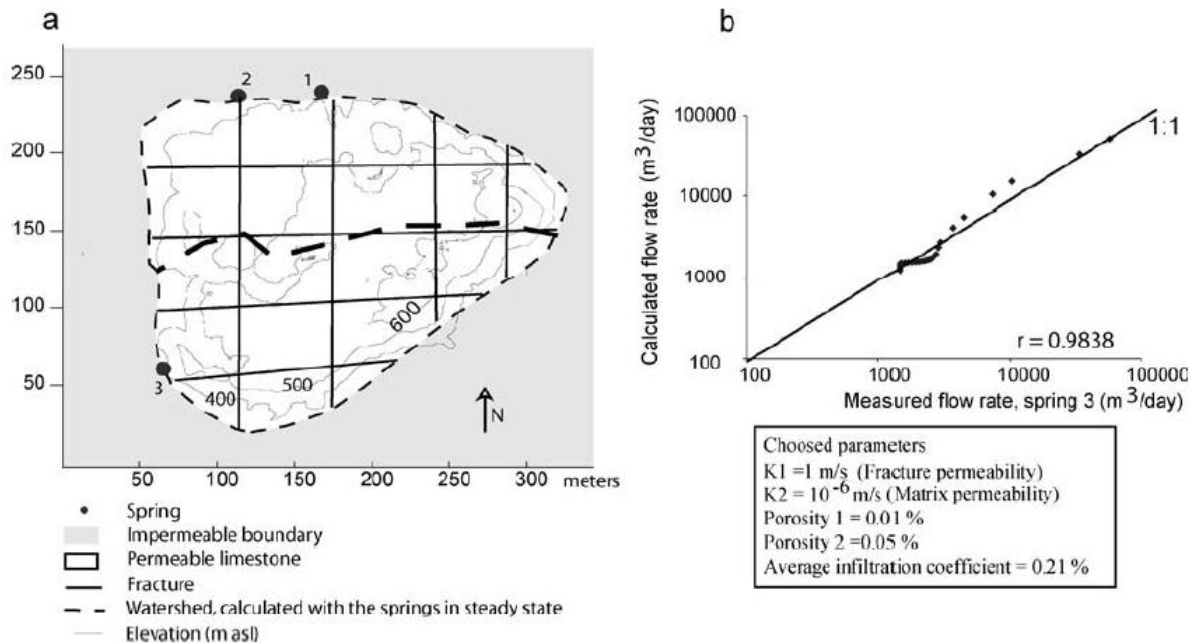 a
250
200
150
100
50
2
1
3
600
500
400
N
50 100 150 200 250 300 meters
Spring
Impermeable boundary
Permeable limestone
Fracture
Watershed, calculated with the springs in steady state
Elevation (m asl)
b
Calculated flow rate (m3/day)
100000
10000
1000
100
1:1
r = 0.9838
100 1000 10000 100000
Measured flow rate, spring 3 (m3/day)
Choosed parameters
K1 =1 m/s (Fracture permeability)
K2 = 10-6 m/s (Matrix permeability)
Porosity 1 = 0.01 %
Porosity 2 =0.05 %
Average infiltration coefficient = 0.21 %